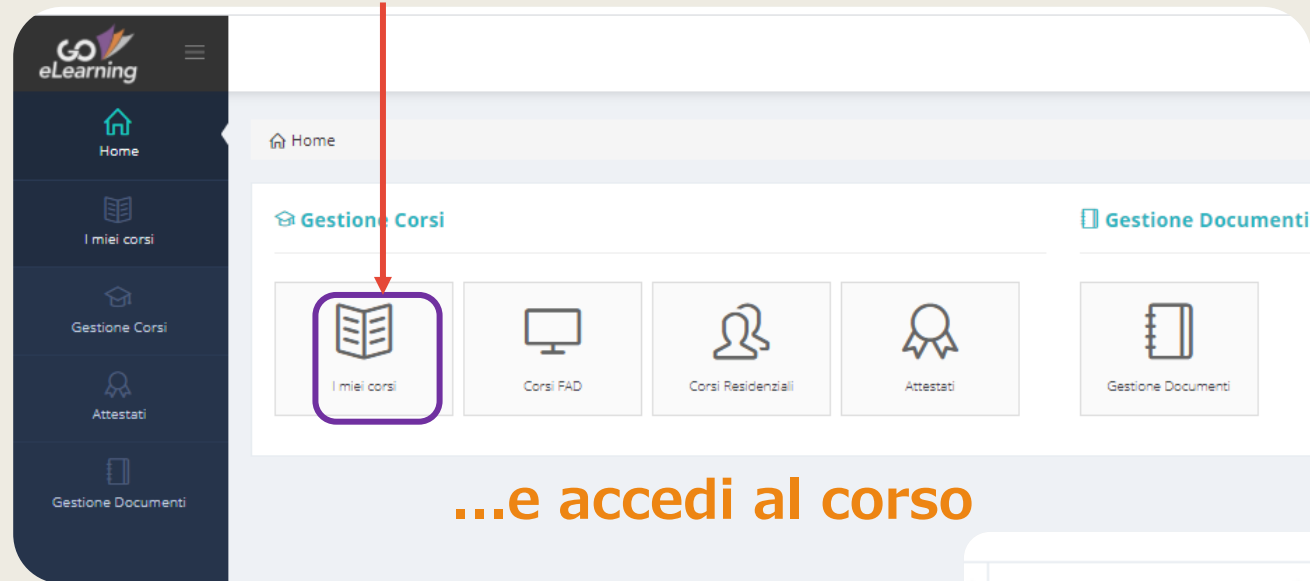 GO
eLearning
Home
I miei corsi
Gestione Corsi
Attestati
Gestione Documenti
Home
Gestione Corsi
I miei corsi
Corsi FAD
Corsi Residenziali
Attestati
Gestione Documenti
Gestione Documenti
...e accedi al corso